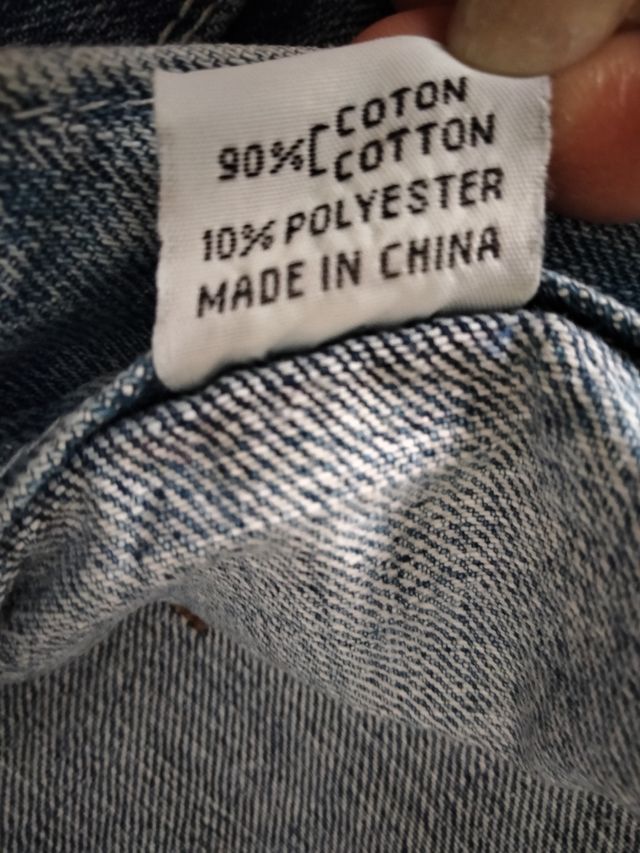 COTON
90%[COTTON
10% POLYESTER
MADE IN CHINA